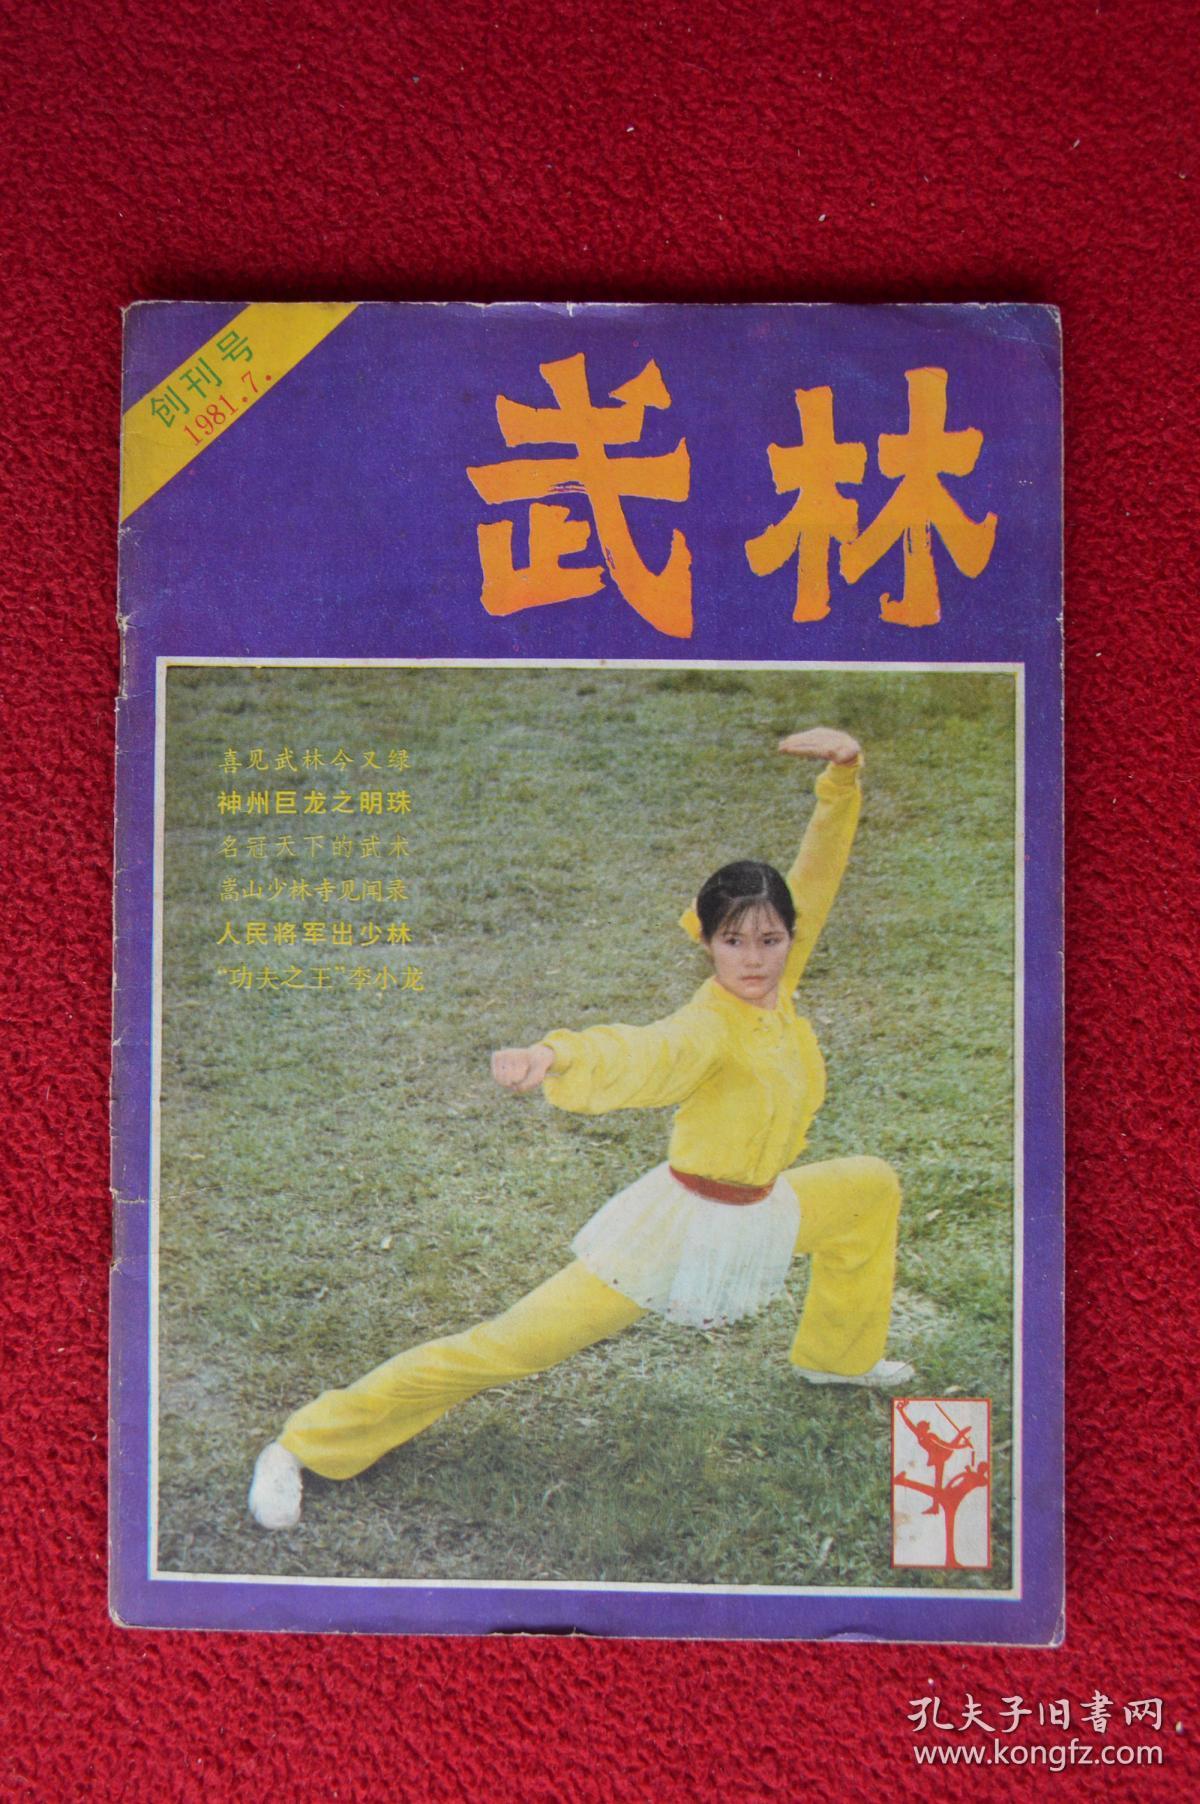 创刊号
1981.7.
武林
喜见武林今又绿
神州巨龙之明珠
名冠天下的武术
嵩山少林寺见闻录
人民将军出少林
“功夫之王”李小龙
孔夫子旧书网
www.kongfz.com